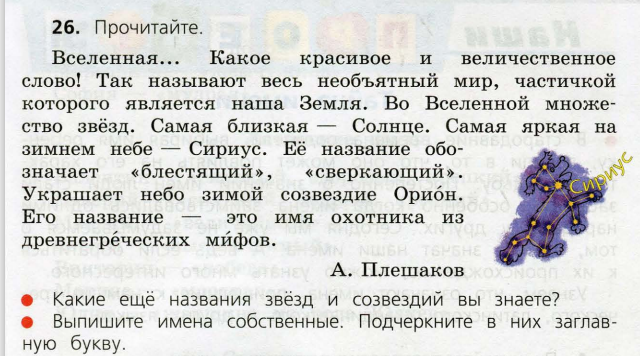 Наши
26. Прочитайте.
Вселенная... Какое красивое и величественное
слово! Так называют весь необъятный мир, частичкой
которого является наша Земля. Во Вселенной множе-
ство звёзд. Самая близкая — Солнце. Самая яркая на
зимнем небе — Сириус. Её название обо-
значает «блестящий», «сверкающий».
Украшает небо зимой созвездие Орио́н.
Его название — это имя охотника из
древнегре́ческих ми́фов.
Сириус
А. Плешаков
● Какие ещё названия звёзд и созвездий вы знаете?
● Выпишите имена собственные. Подчеркните в них заглав-
ную букву.